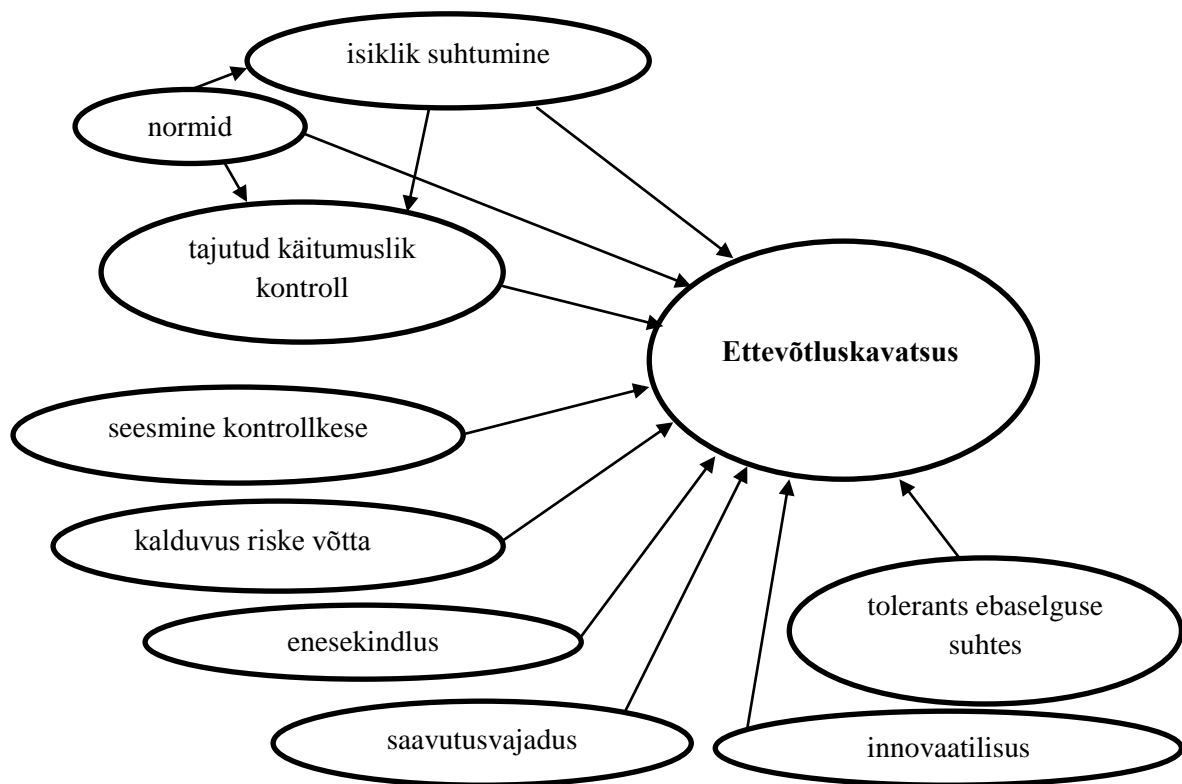 isiklik suhtumine
normid
tajutud käitumuslik
kontroll
Ettevõtluskavatsus
seesmine kontrollkese
kalduvus riske võtta
enesekindlus
tolerants ebaselguse
suhtes
saavutusvajadus
innovaatilisus